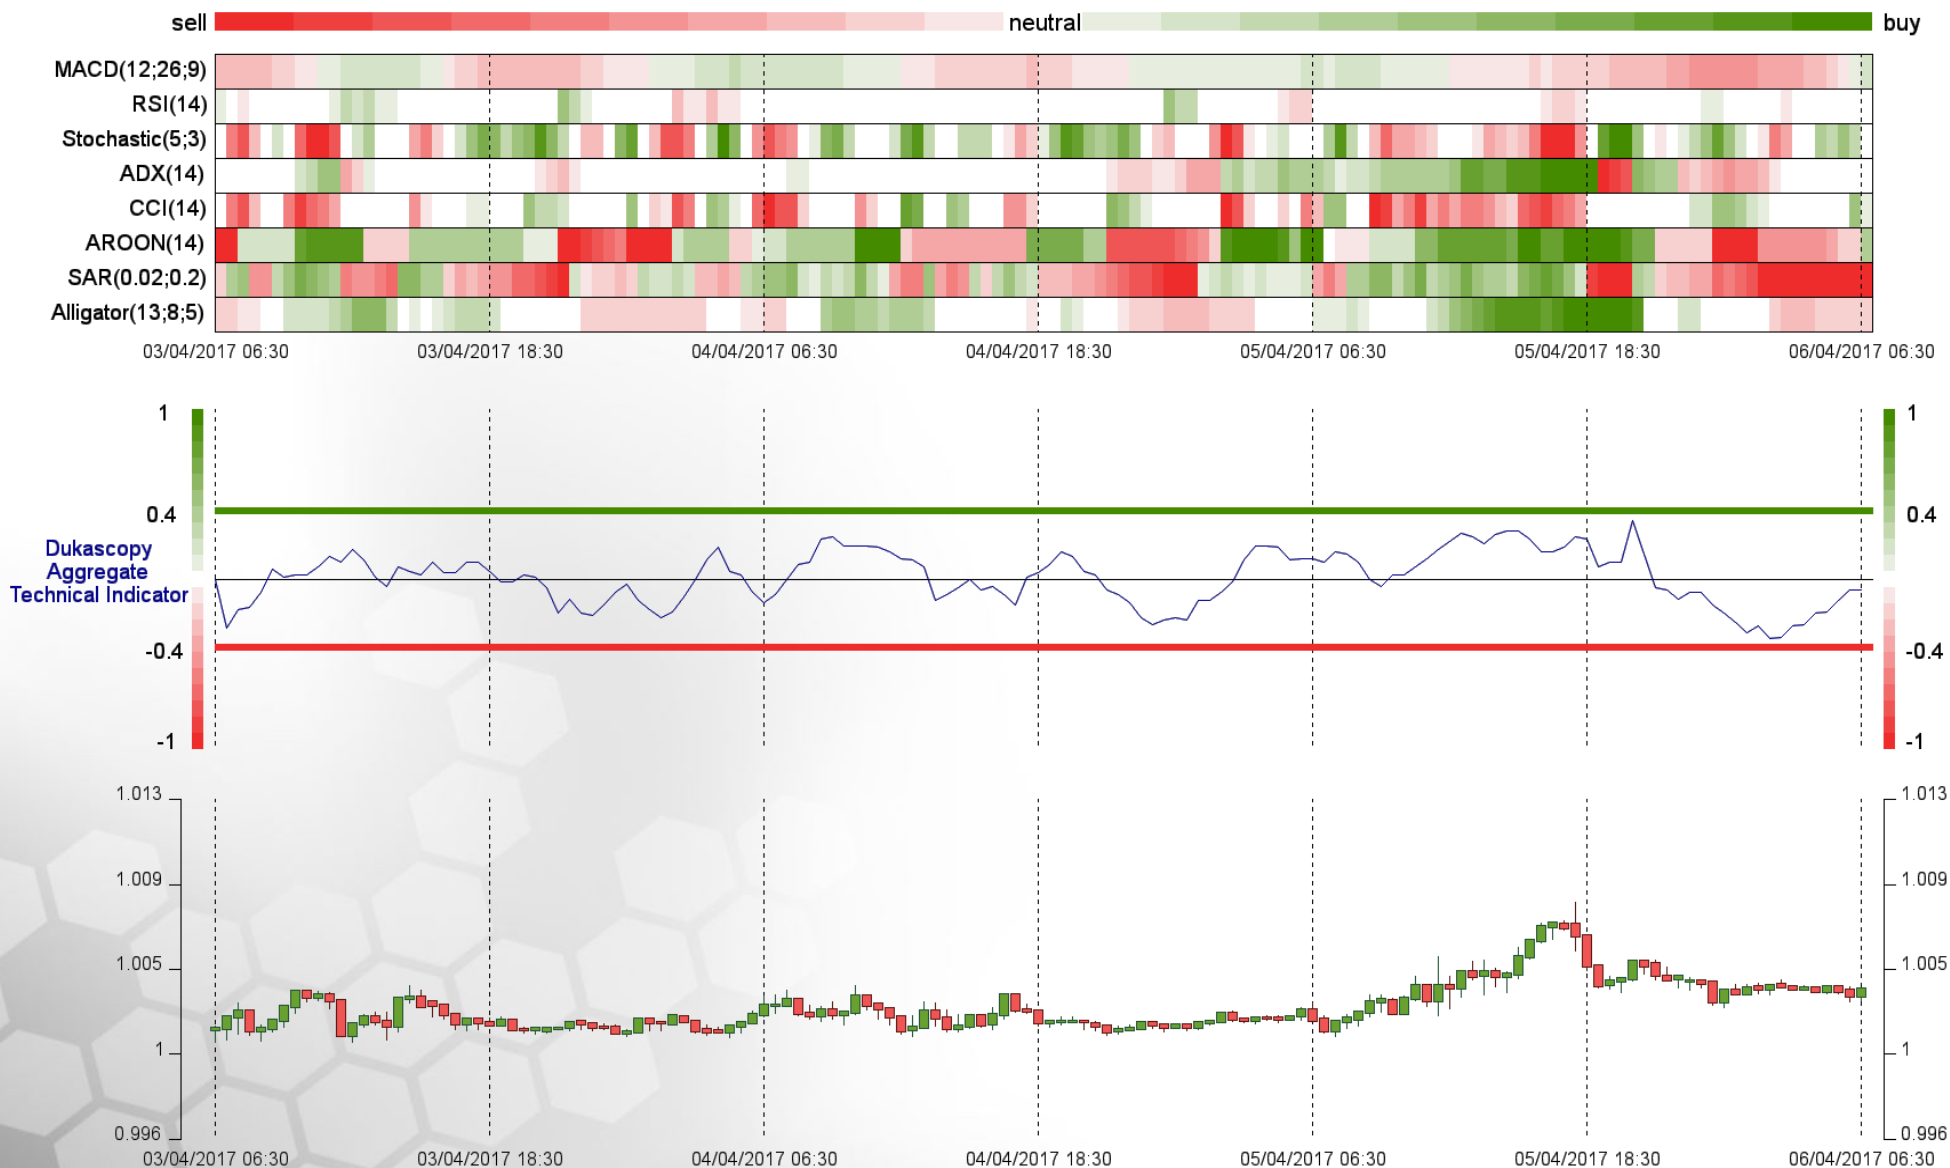 sell neutral buy
MACD(12;26;9)
RSI(14)
Stochastic(5;3)
ADX(14)
CCI(14)
AROON(14)
SAR(0.02;0.2)
Alligator(13;8;5)
03/04/2017 06:30 03/04/2017 18:30 04/04/2017 06:30 04/04/2017 18:30 05/04/2017 06:30 05/04/2017 18:30 06/04/2017 06:30
1 1
0.4 0.4
Dukascopy
Aggregate
Technical Indicator
-0.4 -0.4
-1 -1
1.013 1.013
1.009 1.009
1.005 1.005
1 1
0.996 0.996
03/04/2017 06:30 03/04/2017 18:30 04/04/2017 06:30 04/04/2017 18:30 05/04/2017 06:30 05/04/2017 18:30 06/04/2017 06:30